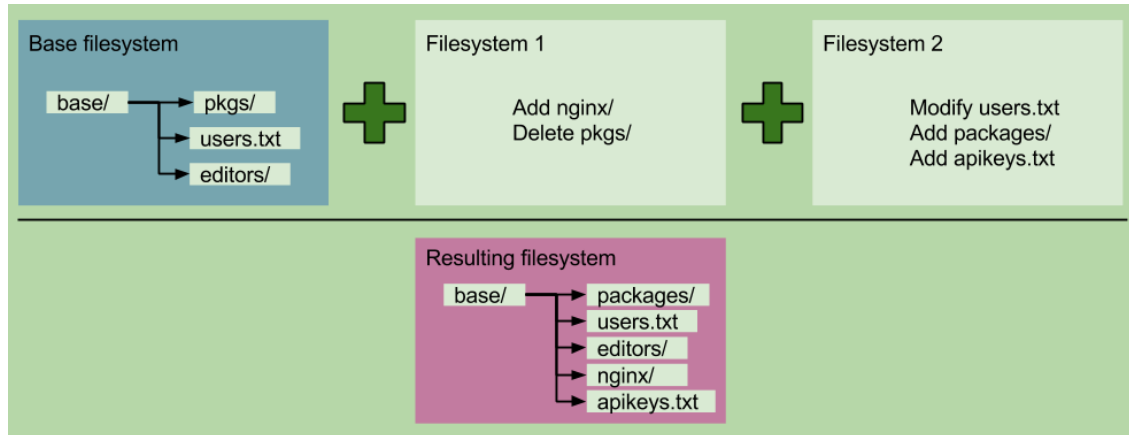 Base filesystem
base/
pkgs/
users.txt
editors/
Filesystem 1
Add nginx/
Delete pkgs/
Filesystem 2
Modify users.txt
Add packages/
Add apikeys.txt
Resulting filesystem
base/
packages/
users.txt
editors/
nginx/
apikeys.txt